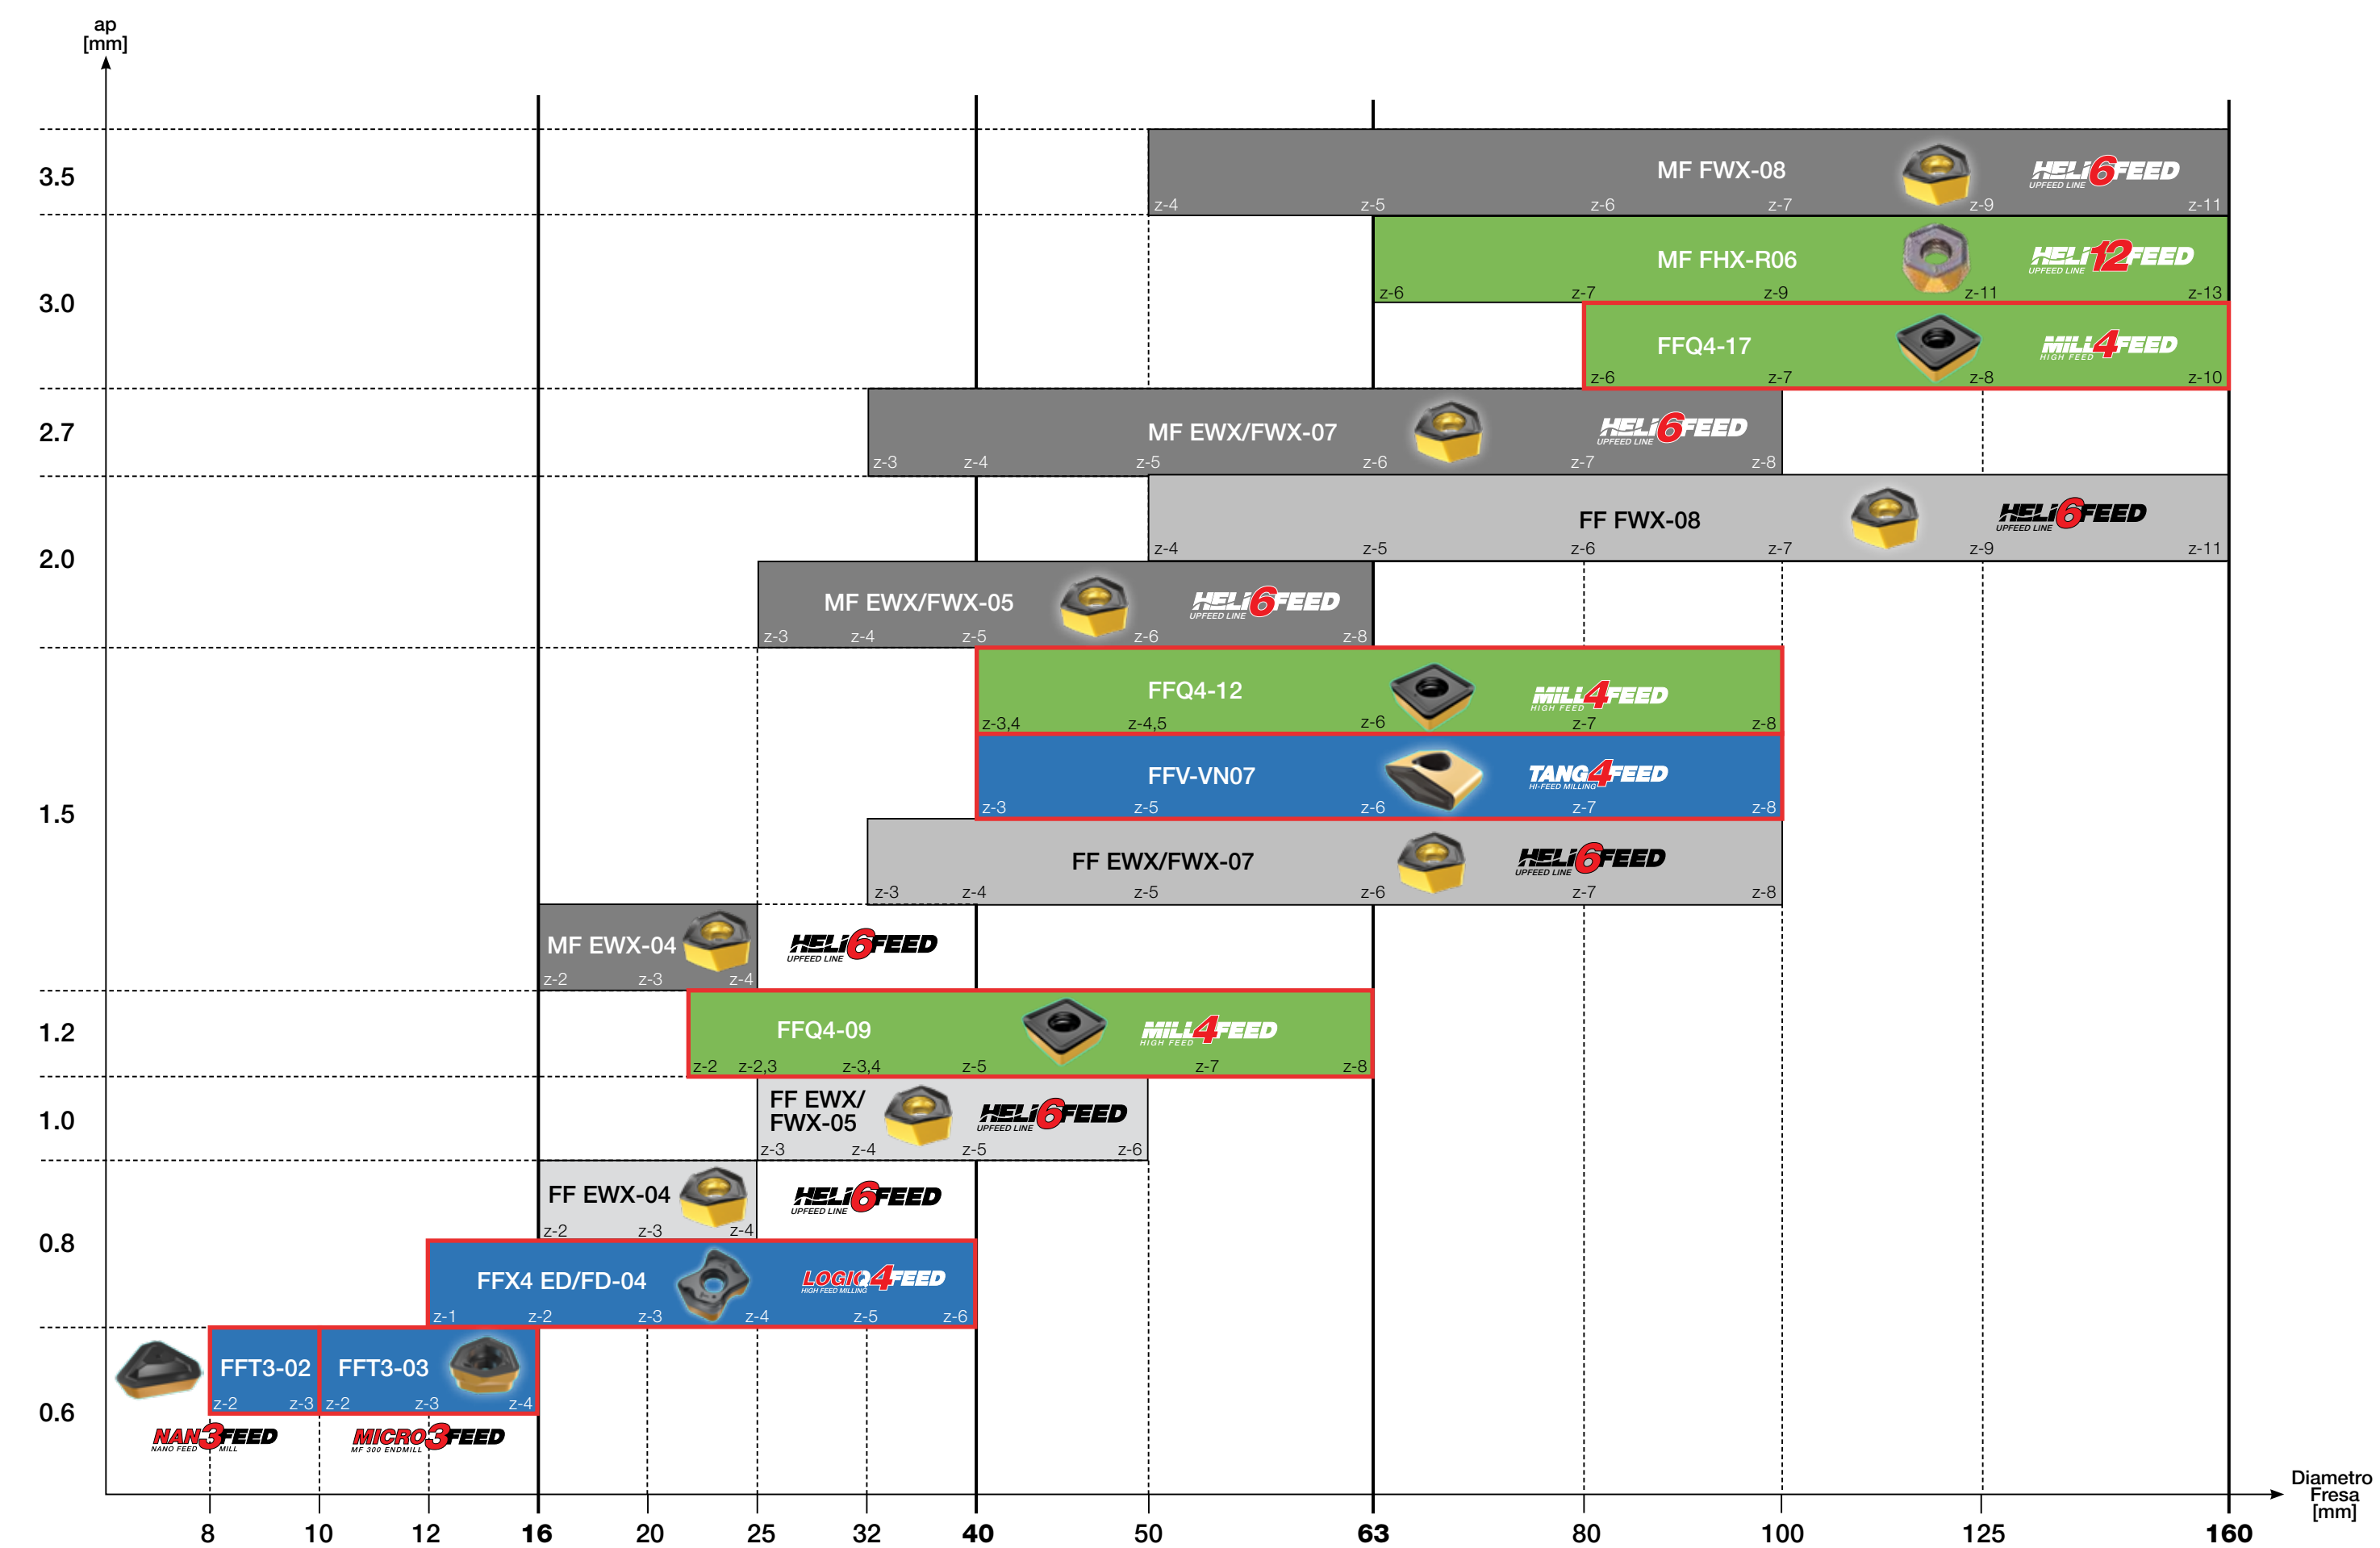 ap
[mm]
3.5
MF FWX-08
HELI6FEED
UPFEED LINE
z-4 z-5 z-6 z-7 z-9 z-11
MF FHX-R06
HELI12FEED
UPFEED LINE
z-6 z-7 z-9 z-11 z-13
3.0
FFQ4-17
MILL4FEED
HIGH FEED
z-6 z-7 z-8 z-10
2.7
MF EWX/FWX-07
HELI6FEED
UPFEED LINE
z-3 z-4 z-5 z-6 z-7 z-8
FF FWX-08
HELI6FEED
UPFEED LINE
z-4 z-5 z-6 z-7 z-9 z-11
2.0
MF EWX/FWX-05
HELI6FEED
UPFEED LINE
z-3 z-4 z-5 z-6 z-8
FFQ4-12
MILL4FEED
HIGH FEED
z-3,4 z-4,5 z-6 z-7 z-8
FFV-VN07
TANG4FEED
HI-FEED MILLING
z-3 z-5 z-6 z-7 z-8
1.5
FF EWX/FWX-07
HELI6FEED
UPFEED LINE
z-3 z-4 z-5 z-6 z-7 z-8
MF EWX-04
HELI6FEED
UPFEED LINE
z-2 z-3 z-4
1.2
FFQ4-09
MILL4FEED
HIGH FEED
z-2 z-2,3 z-3,4 z-5 z-7 z-8
1.0
FF EWX/
FWX-05
HELI6FEED
UPFEED LINE
z-3 z-4 z-5 z-6
FF EWX-04
HELI6FEED
UPFEED LINE
z-2 z-3 z-4
0.8
FFX4 ED/FD-04
LOGIQ4FEED
HIGH FEED MILLING
z-1 z-2 z-3 z-4 z-5 z-6
FFT3-02 FFT3-03
z-2 z-3 z-2 z-3 z-4
0.6
NAN3FEED
NANO FEED MILL
MICRO3FEED
MF 300 ENDMILL
Diametro
Fresa
[mm]
8 10 12 16 20 25 32 40 50 63 80 100 125 160